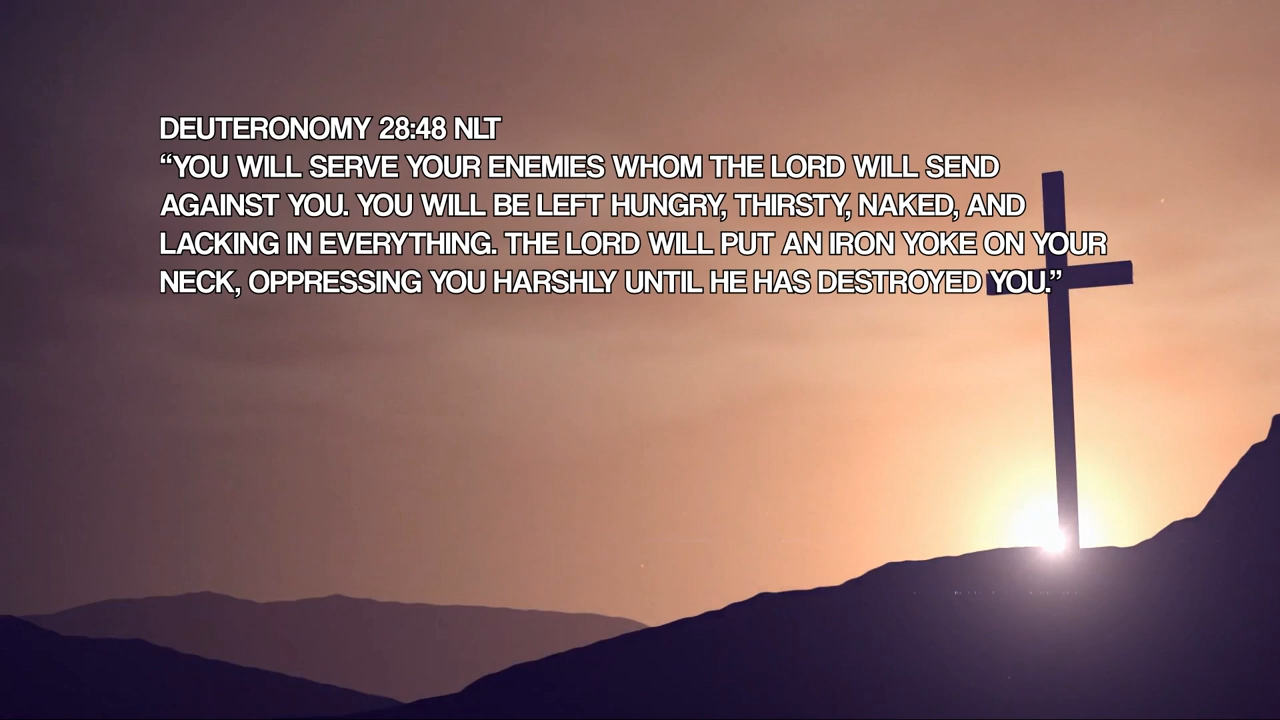 DEUTERONOMY 28:48 NLT
“YOU WILL SERVE YOUR ENEMIES WHOM THE LORD WILL SEND
AGAINST YOU. YOU WILL BE LEFT HUNGRY, THIRSTY, NAKED, AND
LACKING IN EVERYTHING. THE LORD WILL PUT AN IRON YOKE ON YOUR
NECK, OPPRESSING YOU HARSHLY UNTIL HE HAS DESTROYED YOU.”